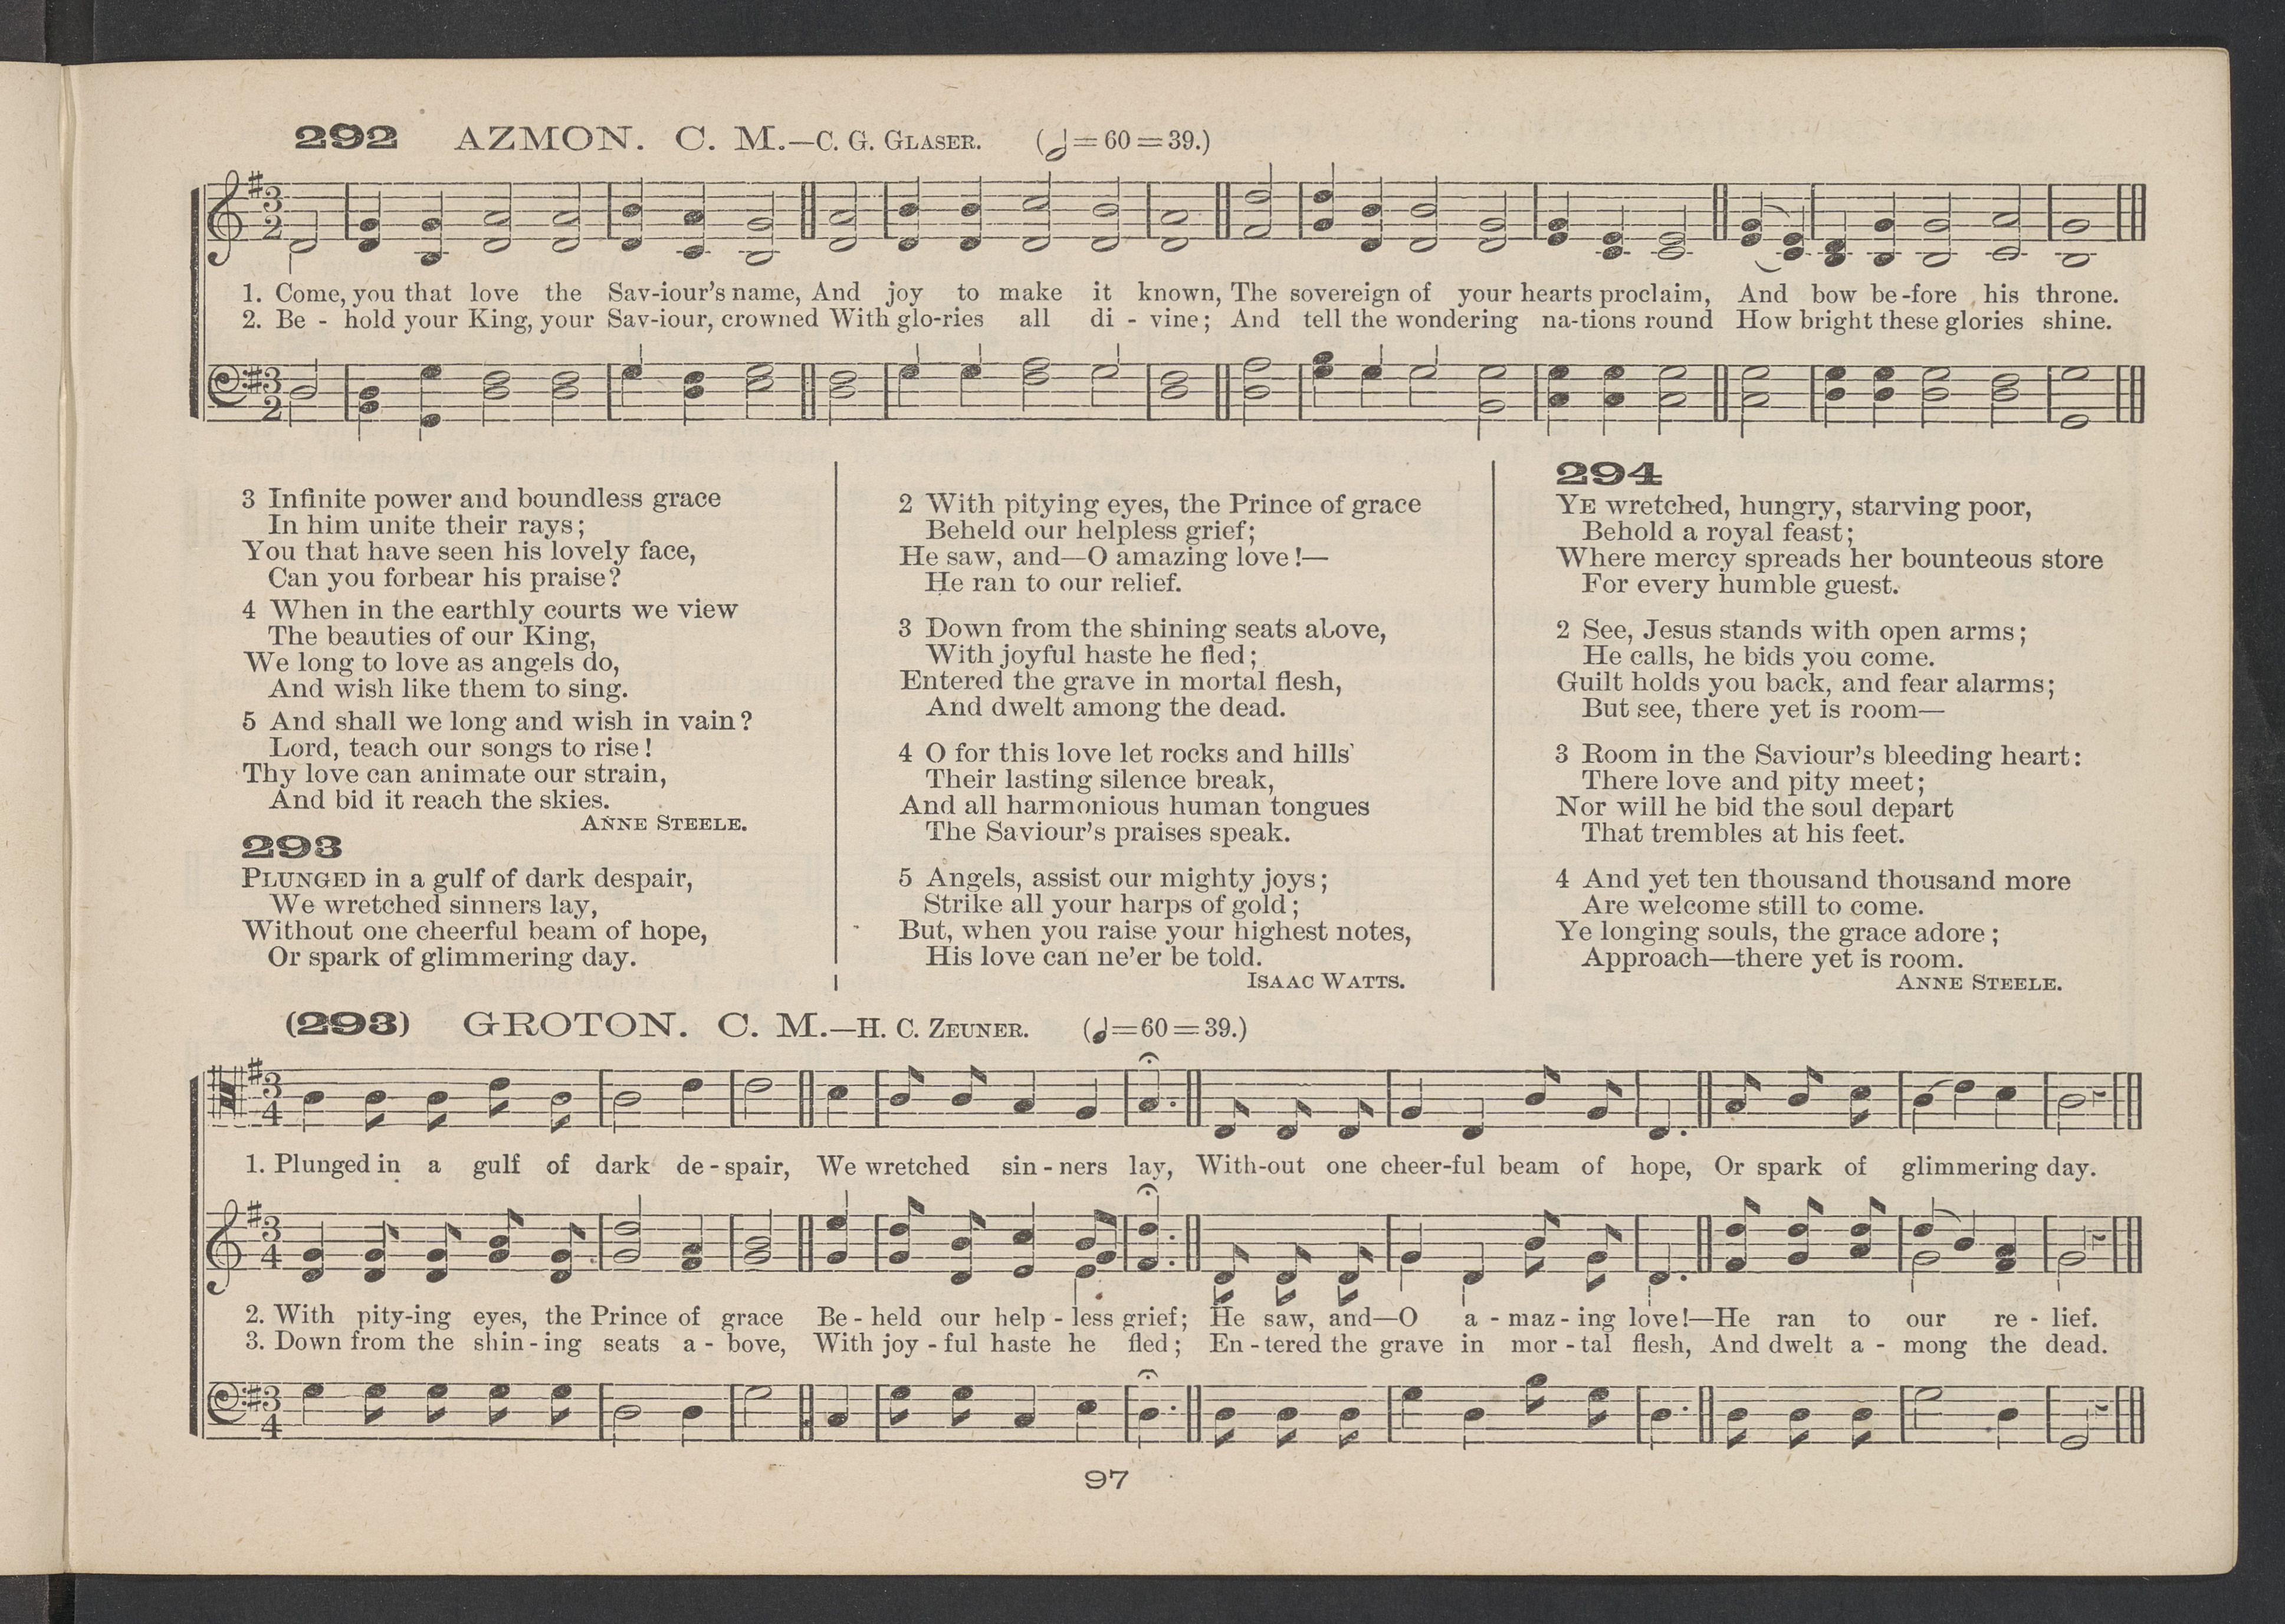 292 AZMON. C. M.—C. G. Glaser. (𝅗𝅥=60=39.)
1. Come, you that love the Sav-iour's name, And joy to make it known, The sovereign of your hearts proclaim, And bow be-fore his throne.
2. Be - hold your King, your Sav-iour, crowned With glo-ries all di - vine; And tell the wondering na-tions round How bright these glories shine.
3 Infinite power and boundless grace
In him unite their rays;
You that have seen his lovely face,
Can you forbear his praise?
4 When in the earthly courts we view
The beauties of our King,
We long to love as angels do,
And wish like them to sing.
5 And shall we long and wish in vain?
Lord, teach our songs to rise!
Thy love can animate our strain,
And bid it reach the skies.
Anne Steele.
293
Plunged in a gulf of dark despair,
We wretched sinners lay,
Without one cheerful beam of hope,
Or spark of glimmering day.
2 With pitying eyes, the Prince of grace
Beheld our helpless grief;
He saw, and—O amazing love!—
He ran to our relief.
3 Down from the shining seats above,
With joyful haste he fled;
Entered the grave in mortal flesh,
And dwelt among the dead.
4 O for this love let rocks and hills
Their lasting silence break,
And all harmonious human tongues
The Saviour's praises speak.
5 Angels, assist our mighty joys;
Strike all your harps of gold;
But, when you raise your highest notes,
His love can ne'er be told.
Isaac Watts.
294
Ye wretched, hungry, starving poor,
Behold a royal feast;
Where mercy spreads her bounteous store
For every humble guest.
2 See, Jesus stands with open arms;
He calls, he bids you come.
Guilt holds you back, and fear alarms;
But see, there yet is room—
3 Room in the Saviour's bleeding heart:
There love and pity meet;
Nor will he bid the soul depart
That trembles at his feet.
4 And yet ten thousand thousand more
Are welcome still to come.
Ye longing souls, the grace adore;
Approach—there yet is room.
Anne Steele.
(293) GROTON. C. M.—H. C. Zeuner. (♩=60=39.)
1. Plunged in a gulf of dark de-spair, We wretched sin-ners lay, With-out one cheer-ful beam of hope, Or spark of glimmering day.
2. With pity-ing eyes, the Prince of grace Be-held our help-less grief; He saw, and—O a-maz-ing love!—He ran to our re-lief.
3. Down from the shin-ing seats a-bove, With joy-ful haste he fled; En-tered the grave in mor-tal flesh, And dwelt a-mong the dead.
97